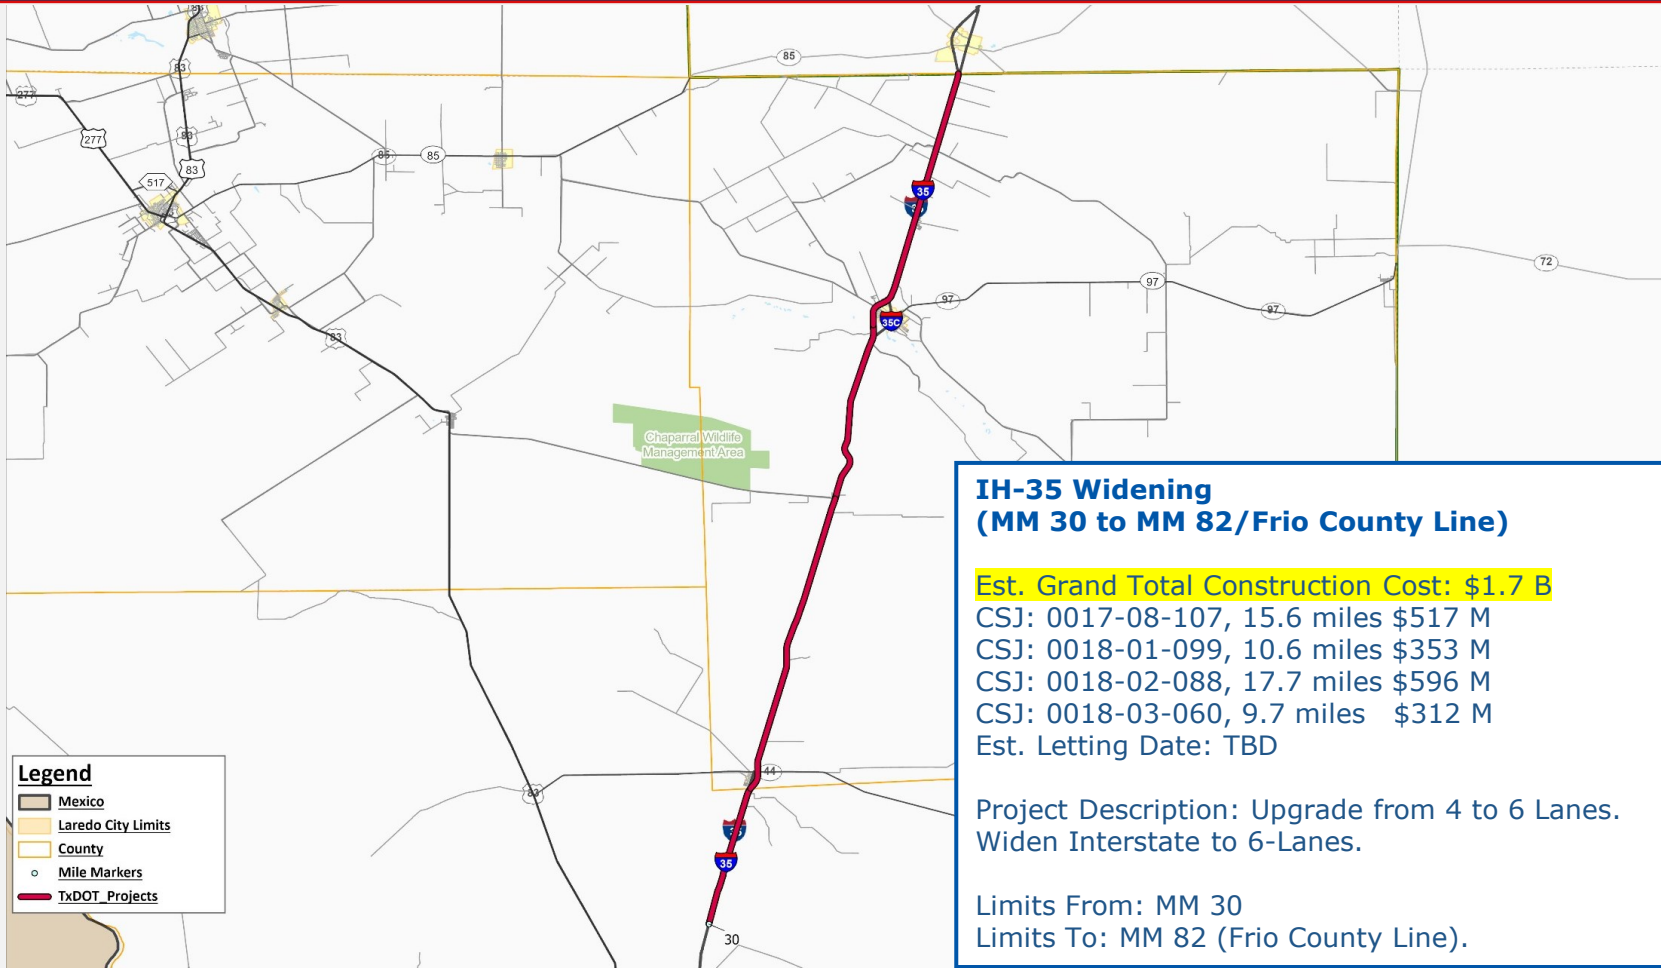 85
83
277
277
83
83
85
85
517
35
72
97
97
97
35C
83
Chaparral Wildlife
Management Area
IH-35 Widening
(MM 30 to MM 82/Frio County Line)
Est. Grand Total Construction Cost: $1.7 B
CSJ: 0017-08-107, 15.6 miles $517 M
CSJ: 0018-01-099, 10.6 miles $353 M
CSJ: 0018-02-088, 17.7 miles $596 M
CSJ: 0018-03-060, 9.7 miles $312 M
Est. Letting Date: TBD
Project Description: Upgrade from 4 to 6 Lanes.
Widen Interstate to 6-Lanes.
Limits From: MM 30
Limits To: MM 82 (Frio County Line).
44
83
35
30
Legend
Mexico
Laredo City Limits
County
Mile Markers
TxDOT_Projects